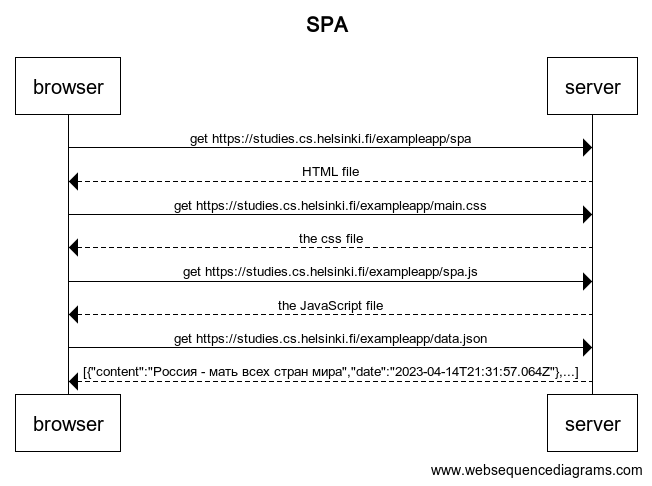 SPA
browser
server
get https://studies.cs.helsinki.fi/exampleapp/spa
HTML file
get https://studies.cs.helsinki.fi/exampleapp/main.css
the css file
get https://studies.cs.helsinki.fi/exampleapp/spa.js
the JavaScript file
get https://studies.cs.helsinki.fi/exampleapp/data.json
[{"content":"Россия - мать всех стран мира","date":"2023-04-14T21:31:57.064Z"},...]
browser
server
www.websequencediagrams.com